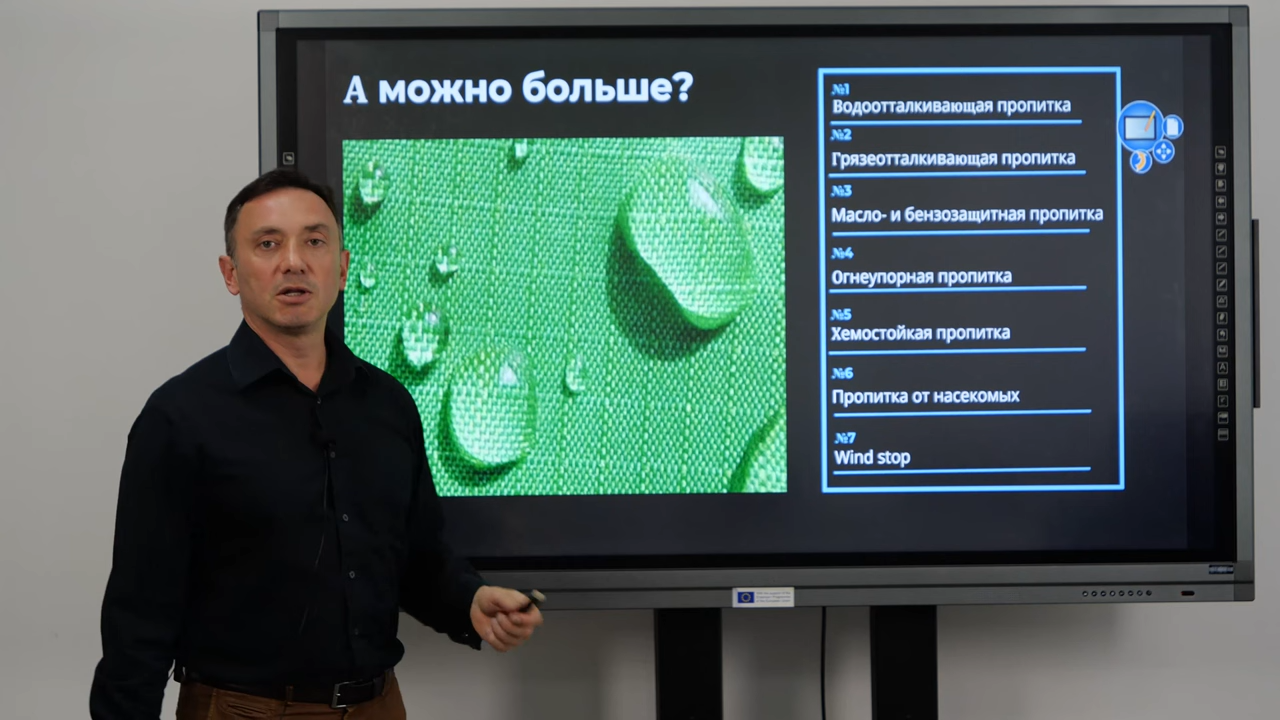 А можно больше?
№1
Водоотталкивающая пропитка
№2
Грязеотталкивающая пропитка
№3
Масло- и бензозащитная пропитка
№4
Огнеупорная пропитка
№5
Хемостойкая пропитка
№6
Пропитка от насекомых
№7
Wind stop